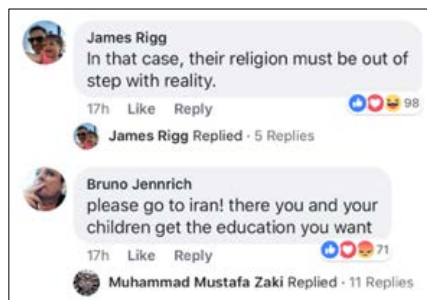 James Rigg
In that case, their religion must be out of
step with reality.
17h Like Reply
98
James Rigg Replied · 5 Replies
Bruno Jennrich
please go to iran! there you and your
children get the education you want
17h Like Reply
71
Muhammad Mustafa Zaki Replied · 11 Replies